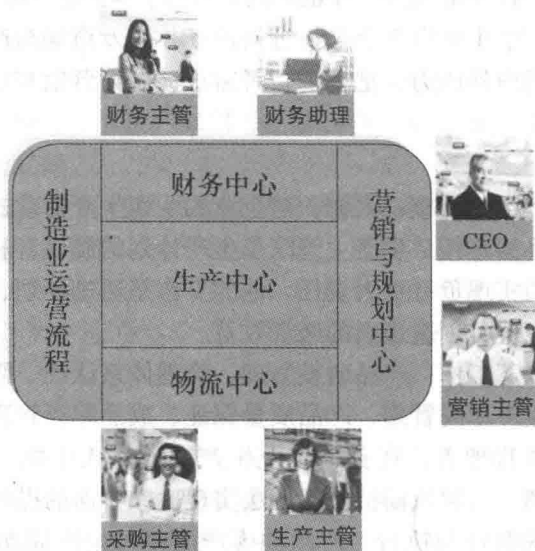 财务主管
财务助理
制造业运营流程
财务中心
生产中心
物流中心
营销与规划中心
CEO
营销主管
采购主管
生产主管